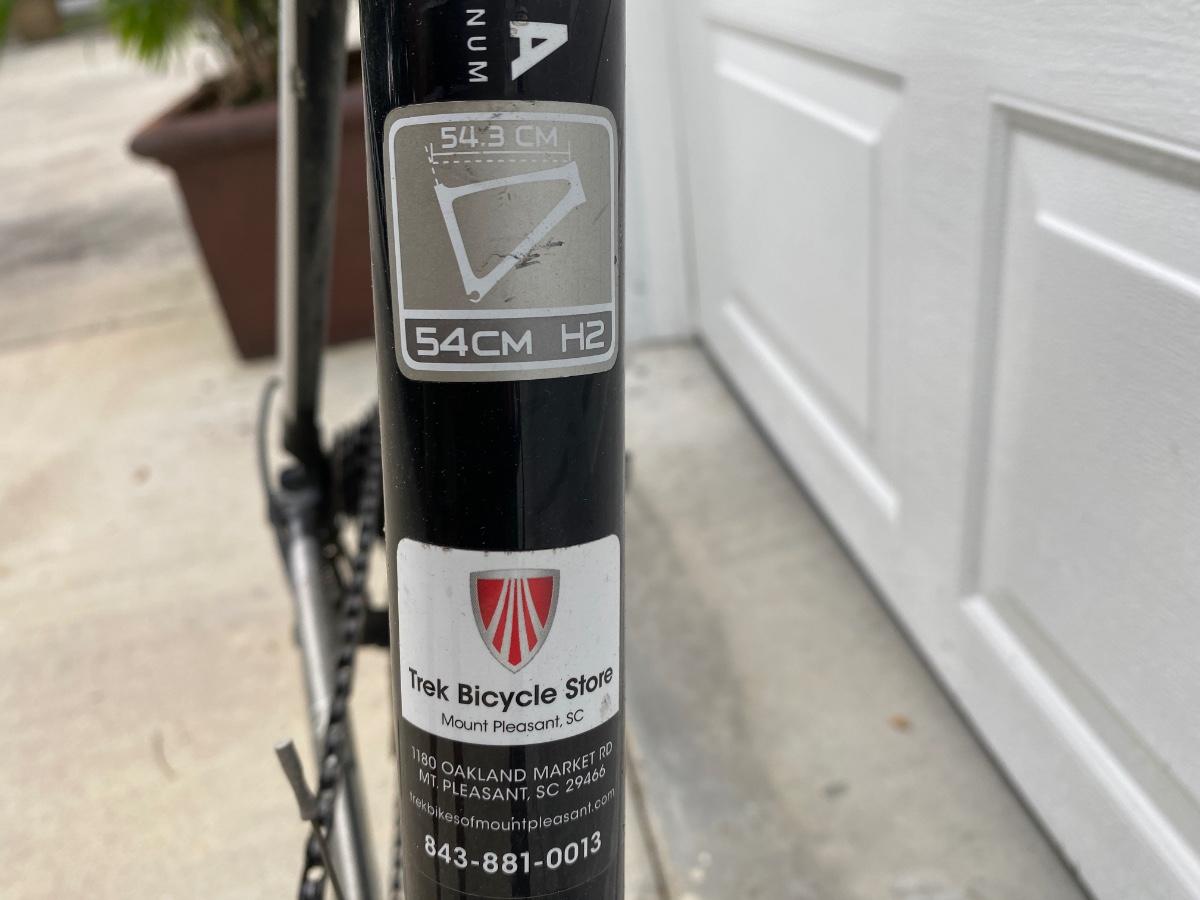 NUM
A
54.3 CM
54CM H2
Trek Bicycle Store
Mount Pleasant, SC
1180 OAKLAND MARKET RD
MT. PLEASANT, SC 29466
trekbikesofmountpleasant.com
843-881-0013